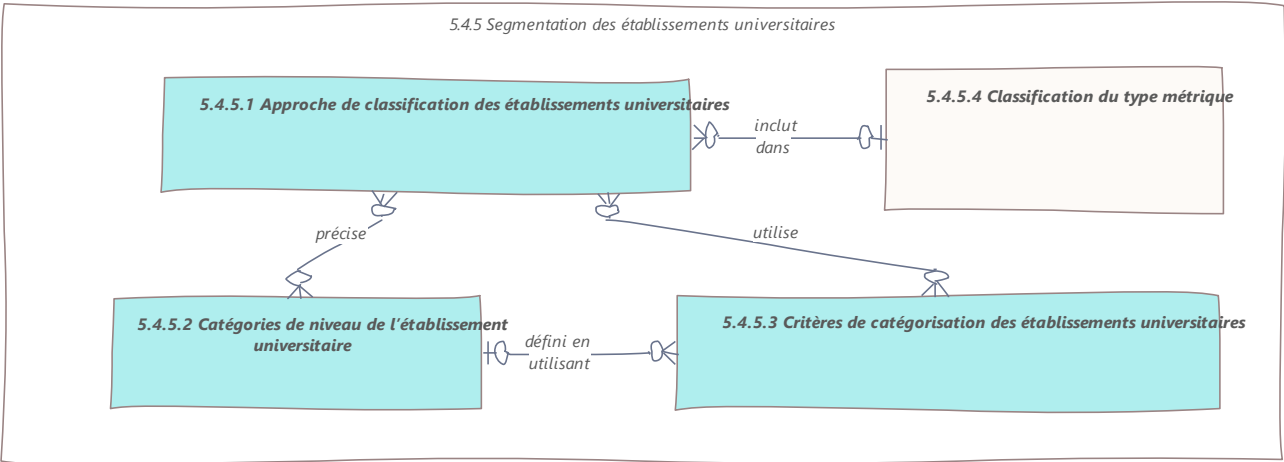 5.4.5 Segmentation des établissements universitaires
5.4.5.1 Approche de classification des établissements universitaires
5.4.5.4 Classification du type métrique
inclut
dans
précise
utilise
5.4.5.2 Catégories de niveau de l'établissement
universitaire
5.4.5.3 Critères de catégorisation des établissements universitaires
défini en
utilisant